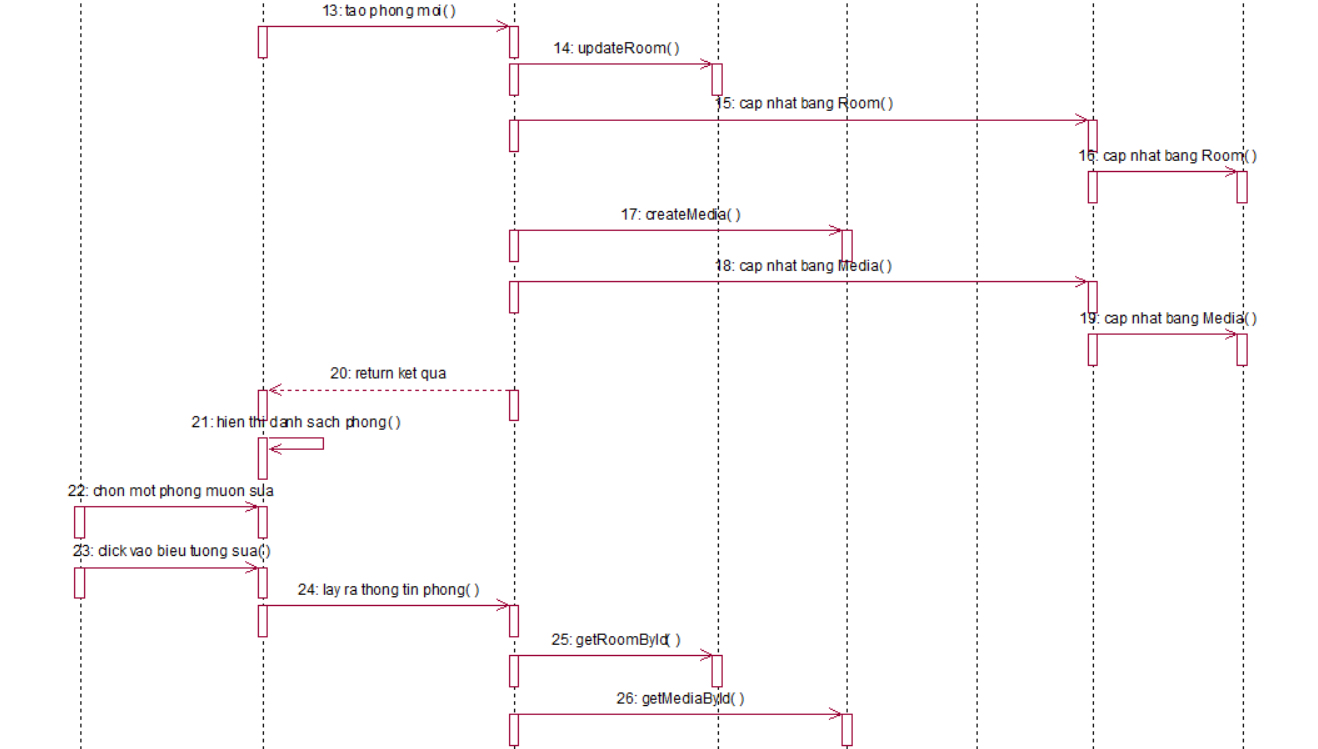 13: tao phong moi( )
14: updateRoom( )
15: cap nhat bang Room( )
16: cap nhat bang Room( )
17: createMedia( )
18: cap nhat bang Media( )
19: cap nhat bang Media( )
20: return ket qua
21: hien thi danh sach phong( )
22: chon mot phong muon sua
23: click vao bieu tuong sua( )
24: lay ra thong tin phong( )
25: getRoomById( )
26: getMediaById( )